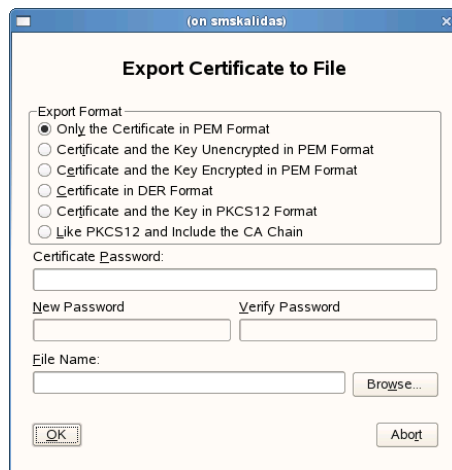 (on smskalidas)
Export Certificate to File
Export Format
Only the Certificate in PEM Format
Certificate and the Key Unencrypted in PEM Format
Certificate and the Key Encrypted in PEM Format
Certificate in DER Format
Certificate and the Key in PKCS12 Format
Like PKCS12 and Include the CA Chain
Certificate Password:
New Password Verify Password
File Name:
Browse...
OK Abort